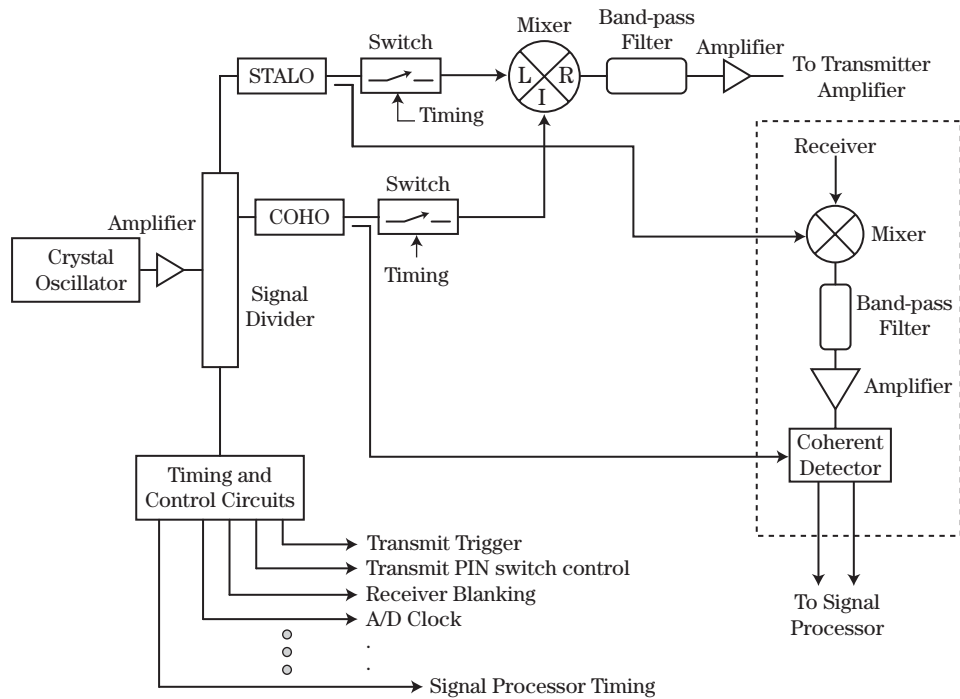 Mixer
Band-pass
Filter
Switch
Amplifier
STALO
L
R
I
To Transmitter
Amplifier
Timing
Receiver
Switch
Amplifier
COHO
Mixer
Crystal
Oscillator
Timing
Signal
Divider
Band-pass
Filter
Amplifier
Coherent
Detector
Timing and
Control Circuits
Transmit Trigger
Transmit PIN switch control
Receiver Blanking
A/D Clock
To Signal
Processor
Signal Processor Timing